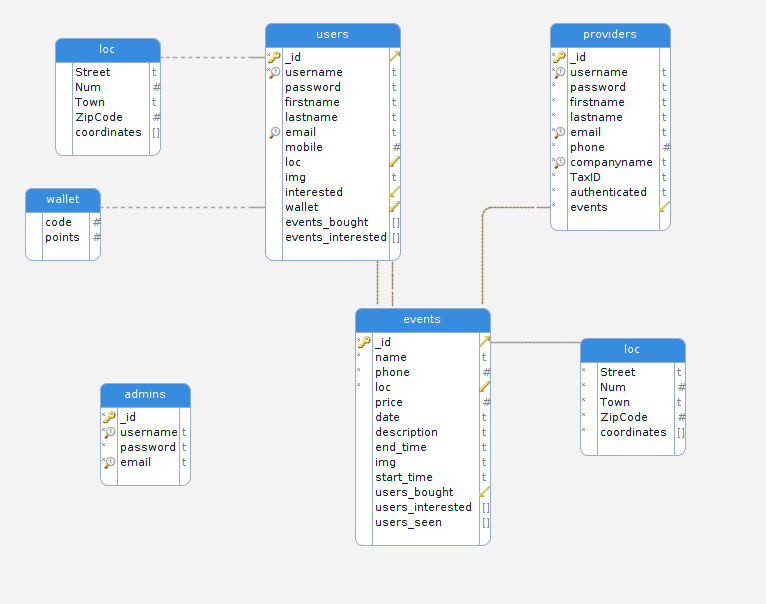 loc
Street t
Num #
Town t
ZipCode #
coordinates []
users
_id
* username t
password t
firstname t
lastname t
* email t
mobile #
loc
img t
interested
wallet
events_bought []
events_interested []
providers
* _id
* username t
* password t
* firstname t
* lastname t
* email t
* phone #
* companyname t
* TaxID t
* authenticated t
* events
wallet
code #
points #
events
* _id
* name t
* phone #
* loc
price #
date t
description t
end_time t
img t
start_time t
users_bought
users_interested []
users_seen []
loc
* Street t
* Num #
* Town t
* ZipCode #
* coordinates []
admins
* _id
* username t
* password t
* email t